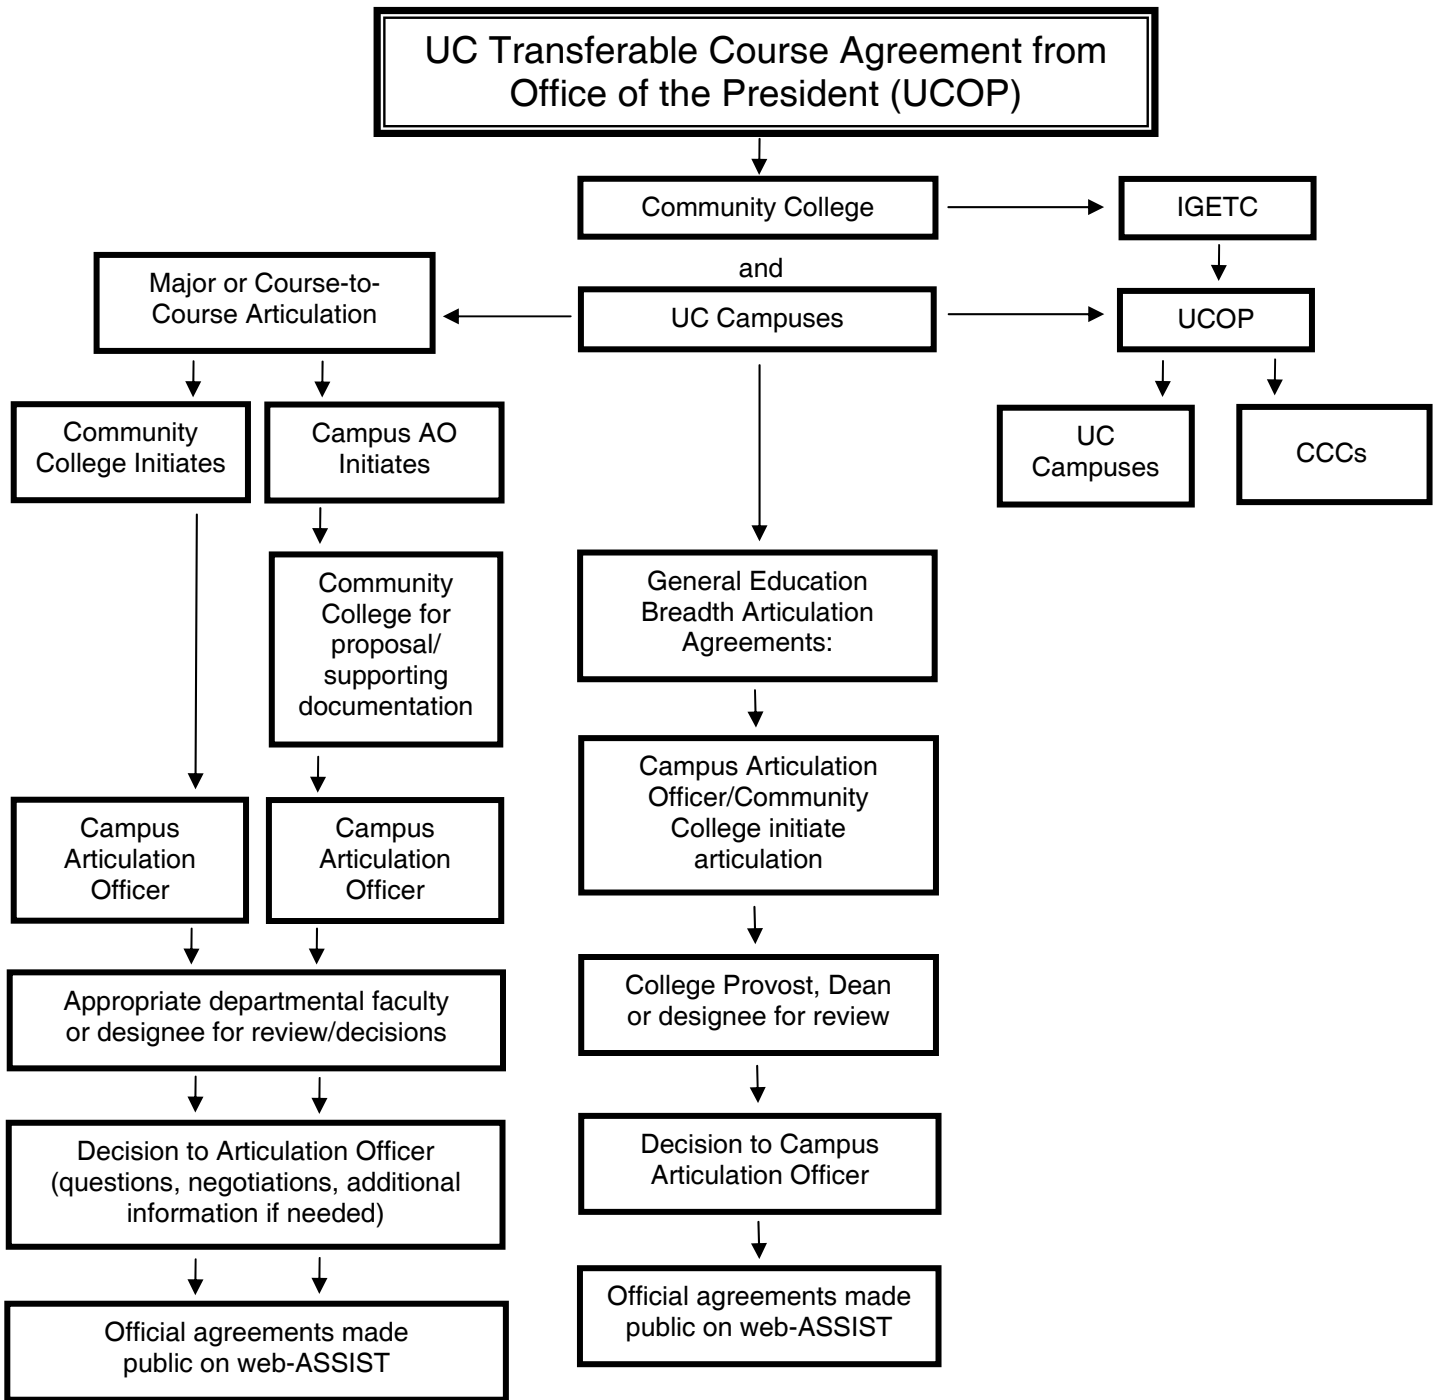 UC Transferable Course Agreement from
Office of the President (UCOP)
Community College
IGETC
and
Major or Course-to-
Course Articulation
UC Campuses
UCOP
Community
College Initiates
Campus AO
Initiates
UC
Campuses
CCCs
Community
College for
proposal/
supporting
documentation
General Education
Breadth Articulation
Agreements:
Campus Articulation
Officer/Community
College initiate
articulation
Campus
Articulation
Officer
Campus
Articulation
Officer
Appropriate departmental faculty
or designee for review/decisions
College Provost, Dean
or designee for review
Decision to Articulation Officer
(questions, negotiations, additional
information if needed)
Decision to Campus
Articulation Officer
Official agreements made
public on web-ASSIST
Official agreements made
public on web-ASSIST